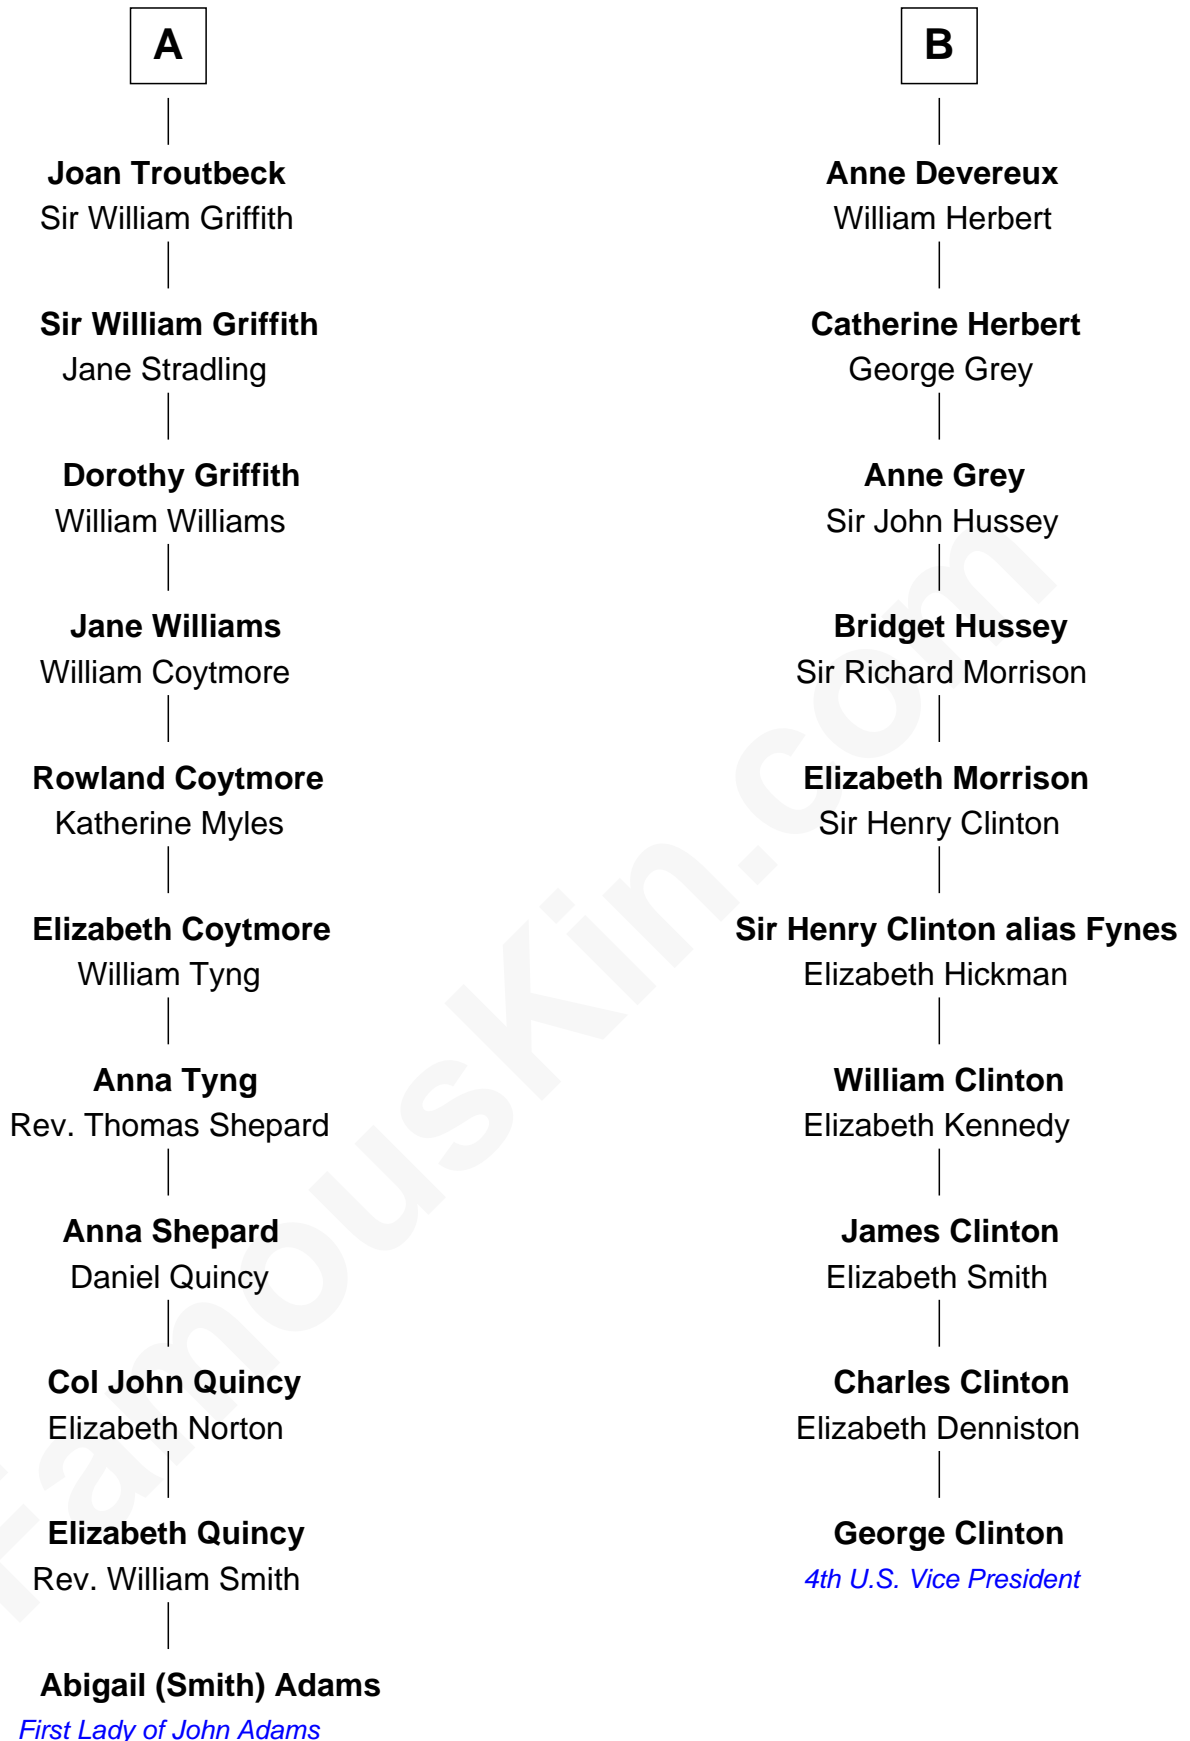 A
Joan Troutbeck
Sir William Griffith
Sir William Griffith
Jane Stradling
Dorothy Griffith
William Williams
Jane Williams
William Coytmore
Rowland Coytmore
Katherine Myles
Elizabeth Coytmore
William Tyng
Anna Tyng
Rev. Thomas Shepard
Anna Shepard
Daniel Quincy
Col John Quincy
Elizabeth Norton
Elizabeth Quincy
Rev. William Smith
Abigail (Smith) Adams
First Lady of John Adams
B
Anne Devereux
William Herbert
Catherine Herbert
George Grey
Anne Grey
Sir John Hussey
Bridget Hussey
Sir Richard Morrison
Elizabeth Morrison
Sir Henry Clinton
Sir Henry Clinton alias Fynes
Elizabeth Hickman
William Clinton
Elizabeth Kennedy
James Clinton
Elizabeth Smith
Charles Clinton
Elizabeth Denniston
George Clinton
4th U.S. Vice President
FamousKin.com